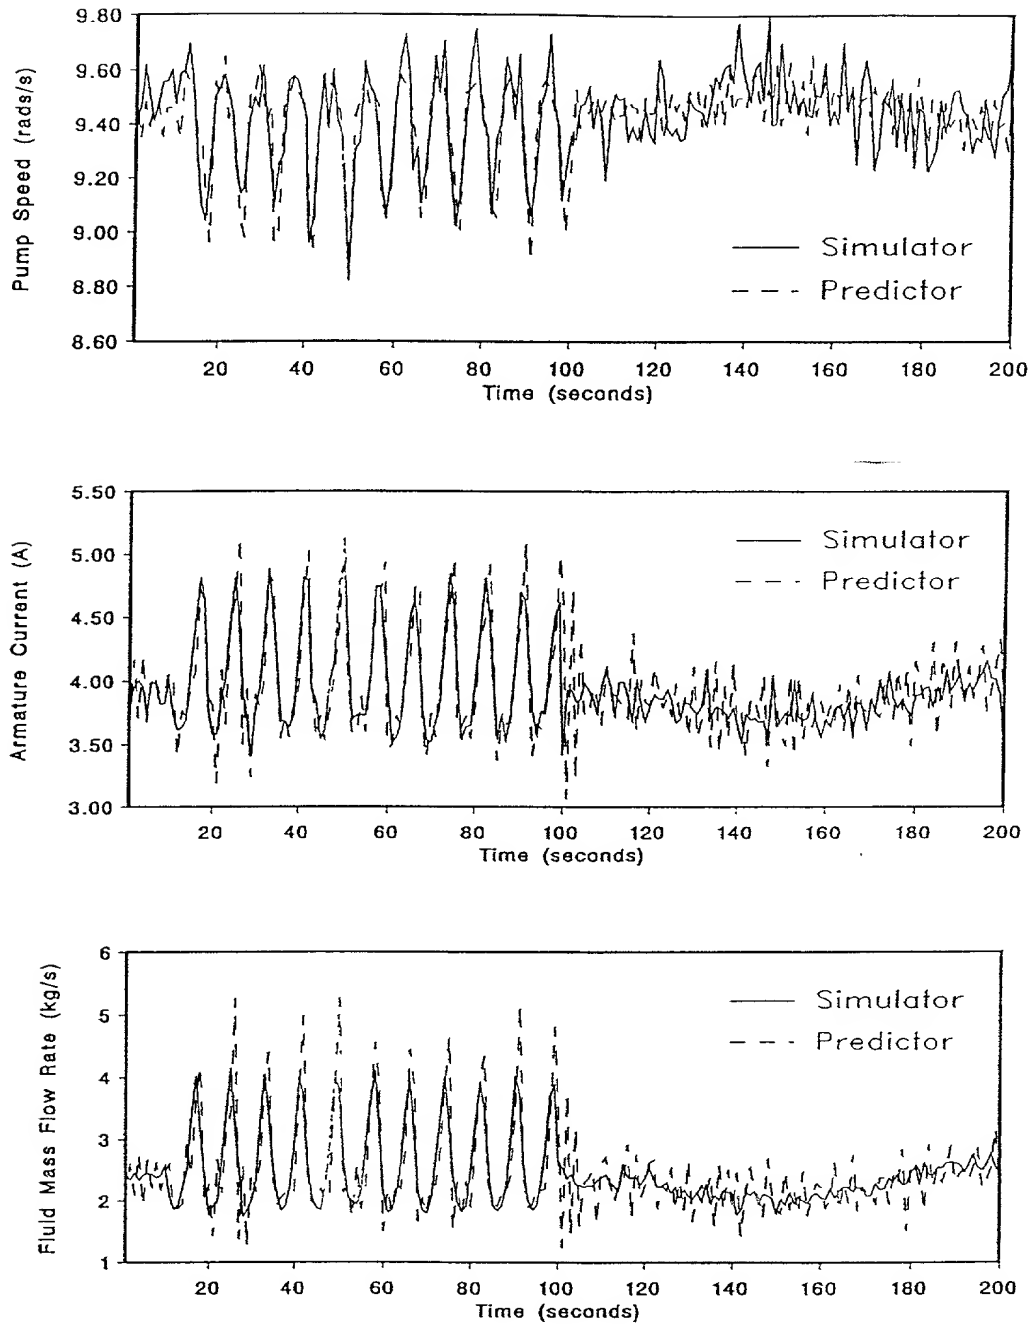 9.80
9.60
9.40
9.20
9.00
8.80
8.60
Pump Speed (rads/s)
Simulator
Predictor
20 40 60 80 100 120 140 160 180 200
Time (seconds)
5.50
5.00
4.50
4.00
3.50
3.00
Armature Current (A)
Simulator
Predictor
20 40 60 80 100 120 140 160 180 200
Time (seconds)
6
5
4
3
2
1
Fluid Mass Flow Rate (kg/s)
Simulator
Predictor
20 40 60 80 100 120 140 160 180 200
Time (seconds)